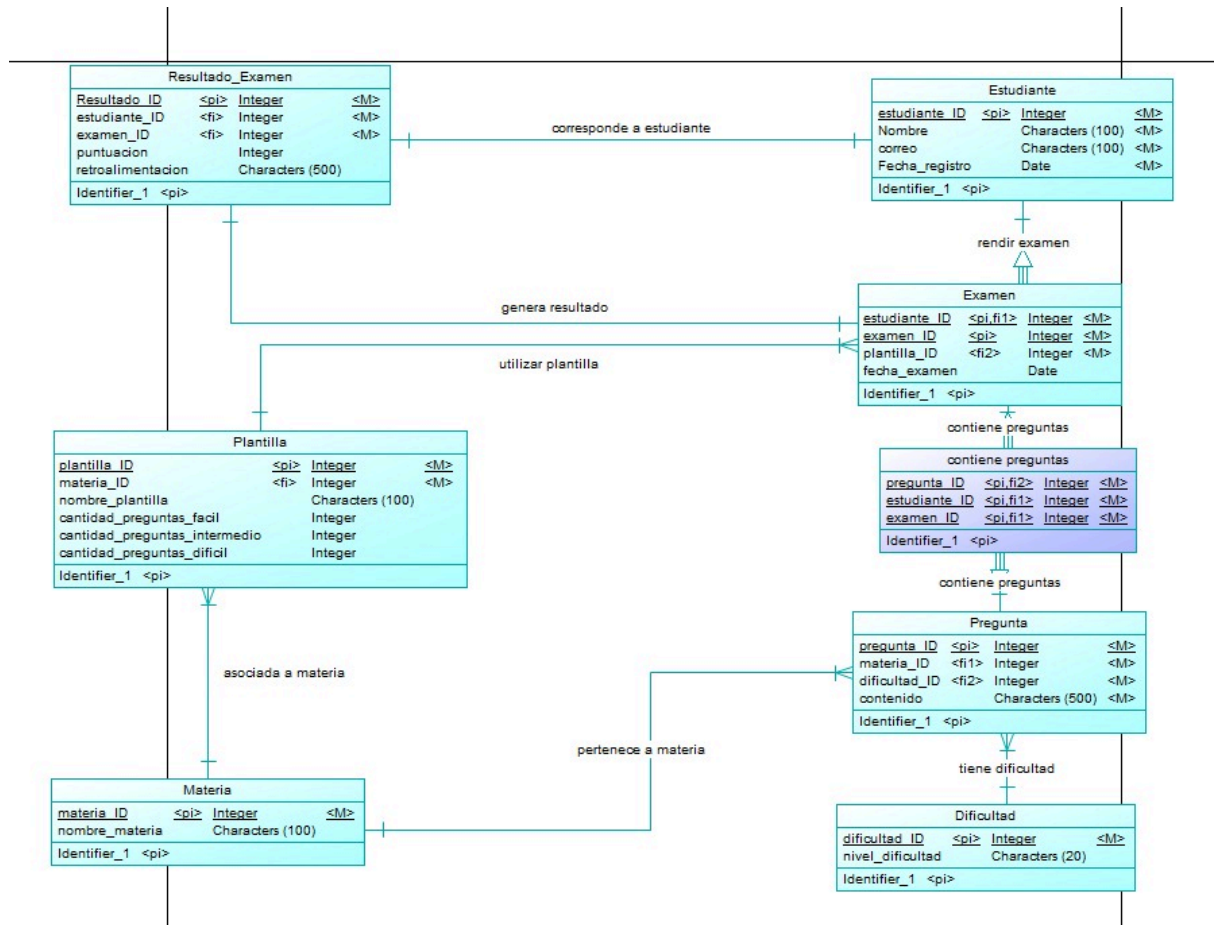 Resultado_Examen
Resultado_ID <pi> Integer <M>
estudiante_ID <fi> Integer <M>
examen_ID <fi> Integer <M>
puntuacion Integer
retroalimentacion Characters (500)
Identifier_1 <pi>
corresponde a estudiante
Estudiante
estudiante_ID <pi> Integer <M>
Nombre Characters (100) <M>
correo Characters (100) <M>
Fecha_registro Date <M>
Identifier_1 <pi>
rendir examen
genera resultado
Examen
estudiante_ID <pi,fi1> Integer <M>
examen_ID <pi> Integer <M>
plantilla_ID <fi2> Integer <M>
fecha_examen Date
Identifier_1 <pi>
utilizar plantilla
contiene preguntas
Plantilla
plantilla_ID <pi> Integer <M>
materia_ID <fi> Integer <M>
nombre_plantilla Characters (100)
cantidad_preguntas_facil Integer
cantidad_preguntas_intermedio Integer
cantidad_preguntas_dificil Integer
Identifier_1 <pi>
contiene preguntas
pregunta_ID <pi,fi2> Integer <M>
estudiante_ID <pi,fi1> Integer <M>
examen_ID <pi,fi1> Integer <M>
Identifier_1 <pi>
contiene preguntas
asociada a materia
Pregunta
pregunta_ID <pi> Integer <M>
materia_ID <fi1> Integer <M>
dificultad_ID <fi2> Integer <M>
contenido Characters (500) <M>
Identifier_1 <pi>
pertenece a materia
tiene dificultad
Materia
materia_ID <pi> Integer <M>
nombre_materia Characters (100)
Identifier_1 <pi>
Dificultad
dificultad_ID <pi> Integer <M>
nivel_dificultad Characters (20)
Identifier_1 <pi>